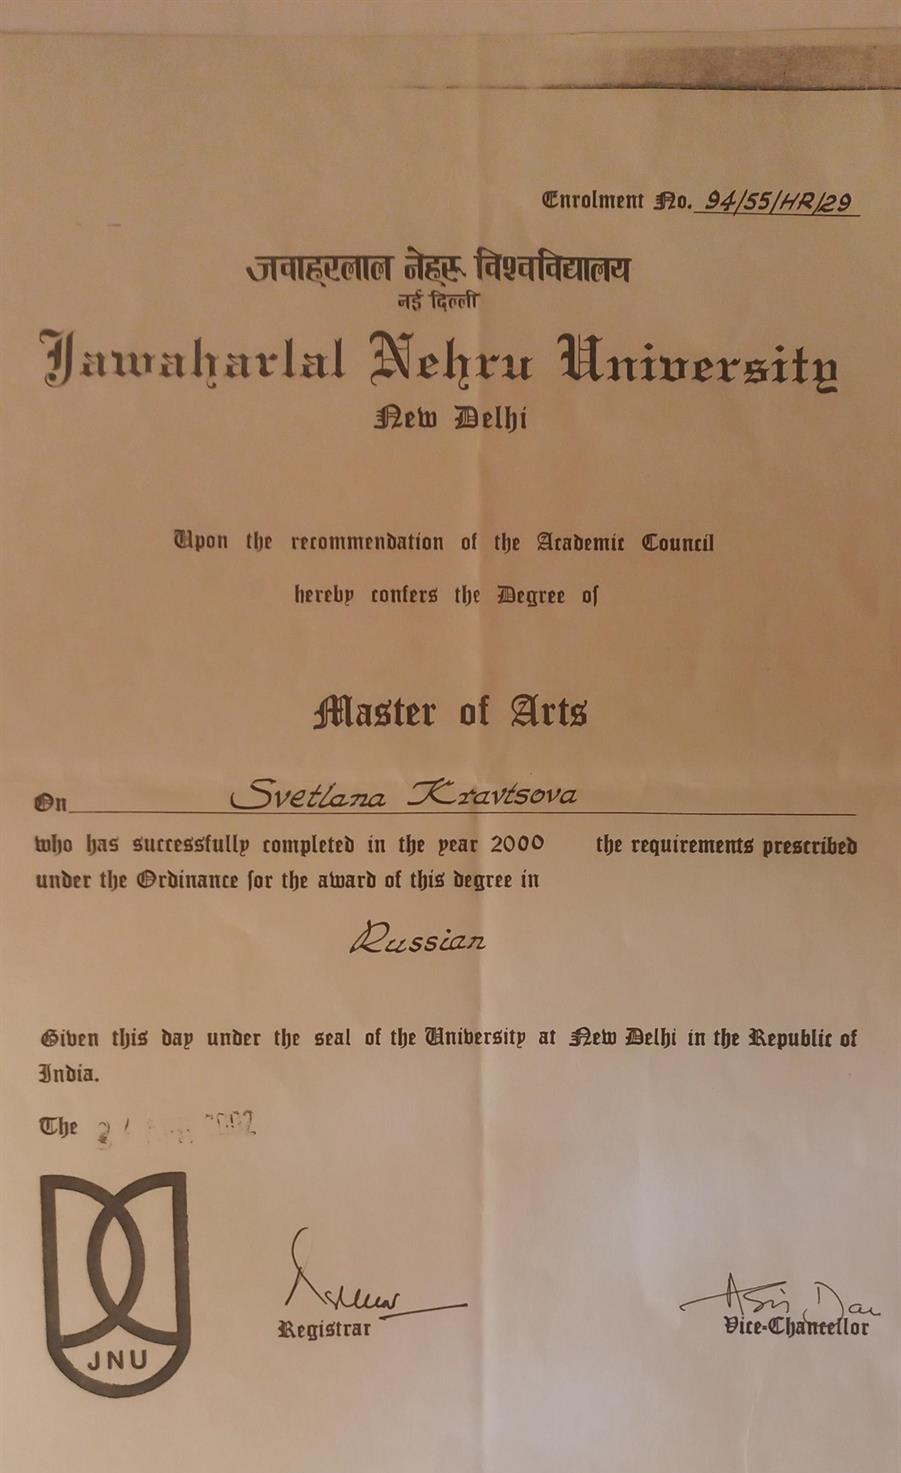 Enrolment No. 94/55/HR/29
जवाहरलाल नेहरू विश्वविद्यालय
नई दिल्ली
Jawaharlal Nehru University
New Delhi
Upon the recommendation of the Academic Council
hereby confers the Degree of
Master of Arts
On Svetlana Kravtsova
who has successfully completed in the year 2000 the requirements prescribed
under the Ordinance for the award of this degree in
Russian
Given this day under the seal of the University at New Delhi in the Republic of
India.
The
JNU
Registrar
Vice-Chancellor